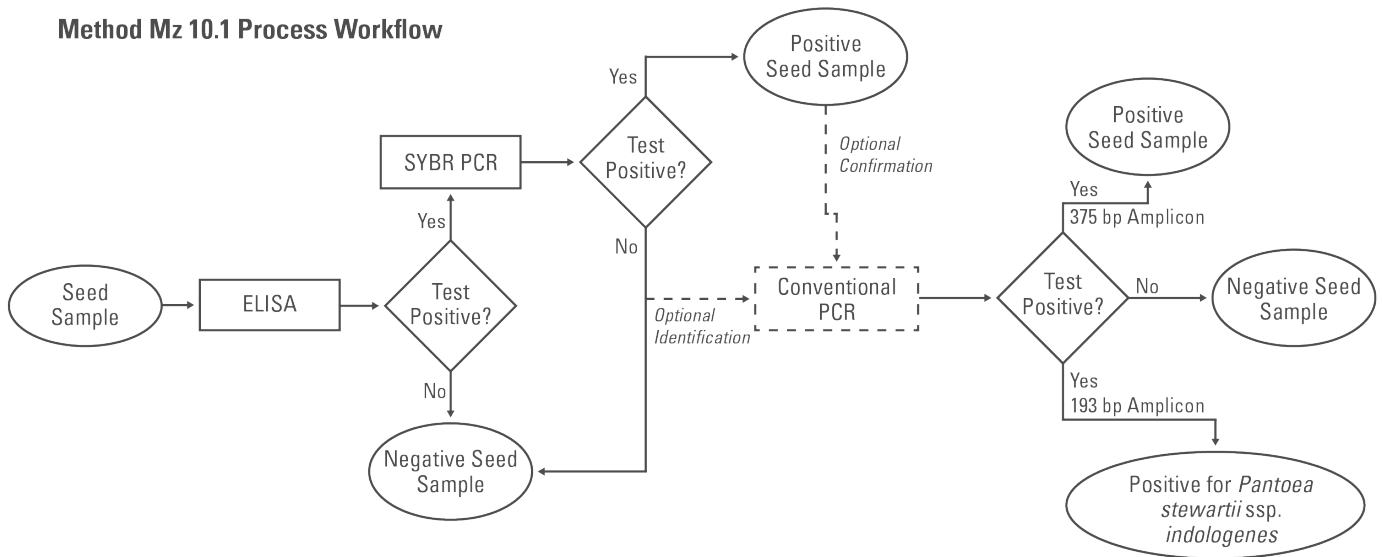 Method Mz 10.1 Process Workflow
Seed
Sample
ELISA
Test
Positive?
Yes
No
SYBR PCR
Negative Seed
Sample
Test
Positive?
Yes
No
Positive
Seed Sample
Optional
Confirmation
Optional
Identification
Conventional
PCR
Test
Positive?
Yes
375 bp Amplicon
Positive
Seed Sample
No
Negative Seed
Sample
Yes
193 bp Amplicon
Positive for Pantoea
stewartii ssp.
indologenes